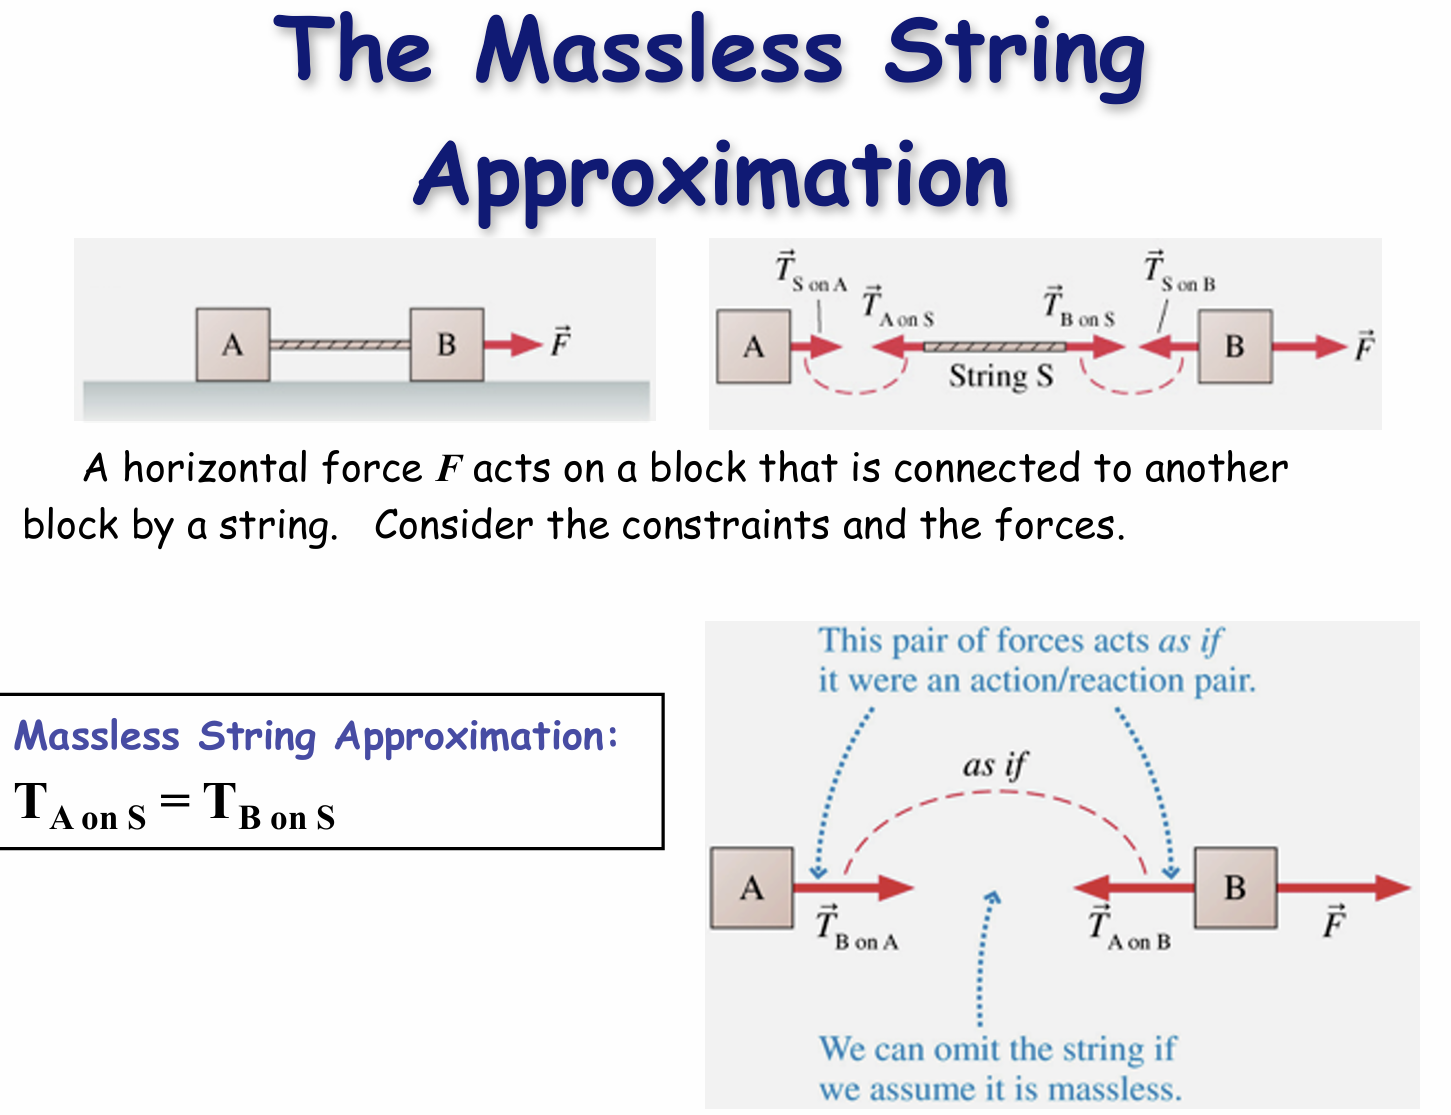 The Massless String
Approximation
A
B
F⃗
T⃗ S on A
T⃗ A on S
T⃗ B on S
T⃗ S on B
A
String S
B
F⃗
A horizontal force F acts on a block that is connected to another
block by a string. Consider the constraints and the forces.
Massless String Approximation:
T A on S = T B on S
This pair of forces acts as if
it were an action/reaction pair.
as if
A
B
T⃗ B on A
T⃗ A on B
F⃗
We can omit the string if
we assume it is massless.